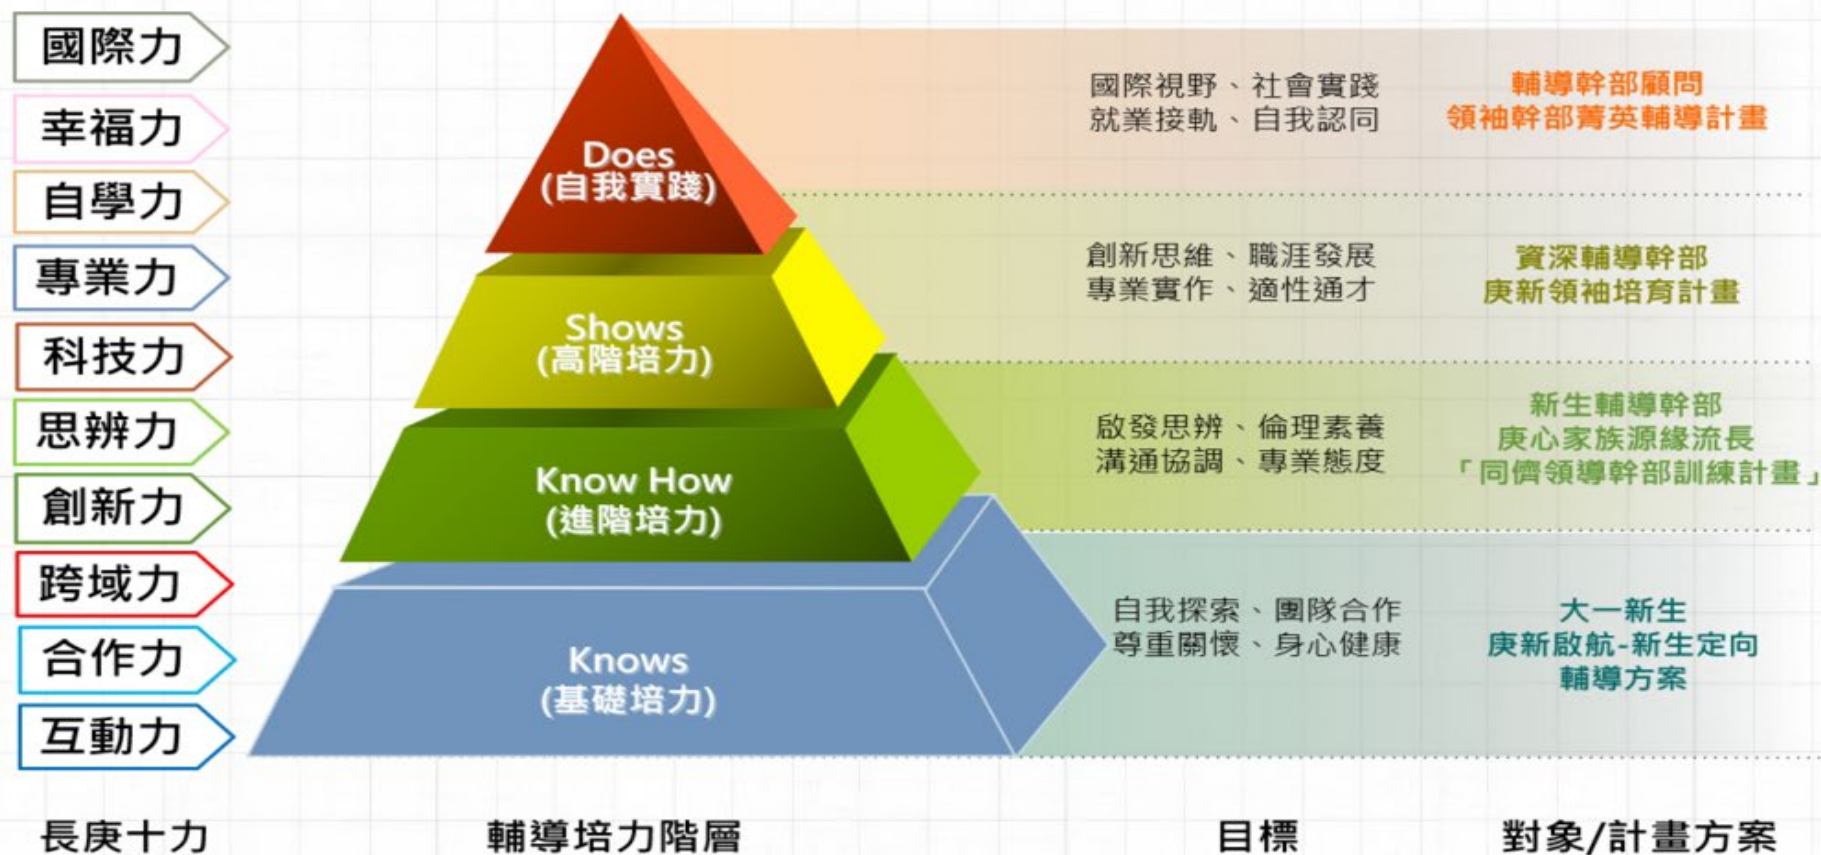 國際力
幸福力
自學力
專業力
科技力
思辨力
創新力
跨域力
合作力
互動力
長庚十力
Does
(自我實踐)
Shows
(高階培力)
Know How
(進階培力)
Knows
(基礎培力)
輔導培力階層
國際視野、社會實踐
就業接軌、自我認同
創新思維、職涯發展
專業實作、適性通才
啟發思辨、倫理素養
溝通協調、專業態度
自我探索、團隊合作
尊重關懷、身心健康
目標
輔導幹部顧問
領袖幹部菁英輔導計畫
資深輔導幹部
庚新領袖培育計畫
新生輔導幹部
庚心家族源緣流長
「同儕領導幹部訓練計畫」
大一新生
庚新啟航-新生定向
輔導方案
對象/計畫方案